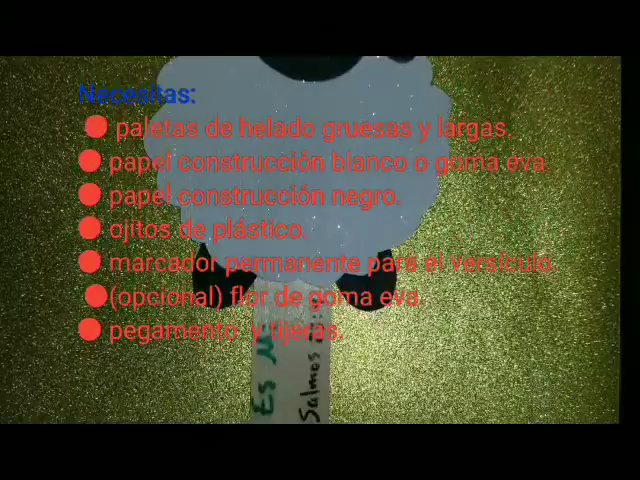 Necesitas:
● paletas de helado gruesas y largas.
● papel construcción blanco o goma eva
● papel construcción negro.
● ojitos de plástico.
● marcador permanente para el versículo.
●(opcional) flor de goma eva.
● pegamento y tijeras.
Es
Salmos